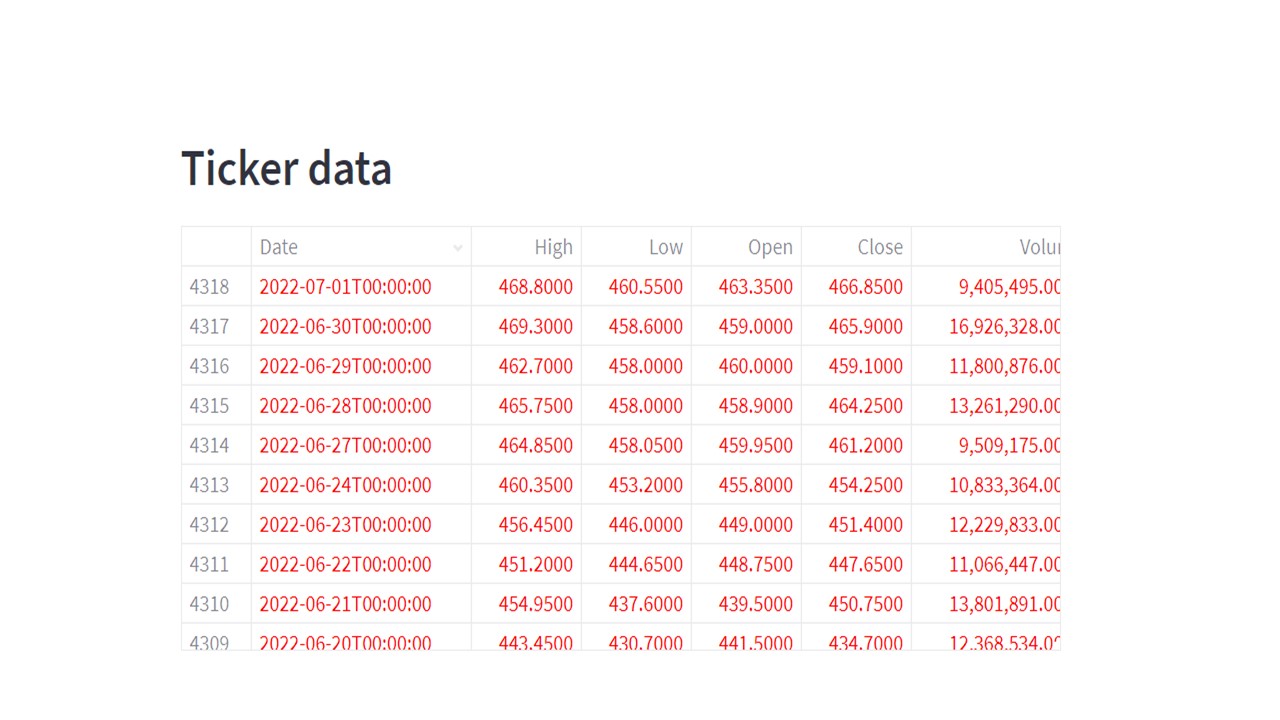 Ticker data
Date High Low Open Close
4318 2022-07-01T00:00:00 468.8000 460.5500 463.3500 466.8500 9,405,495.00
4317 2022-06-30T00:00:00 469.3000 458.6000 459.0000 465.9000 16,926,328.00
4316 2022-06-29T00:00:00 462.7000 458.0000 460.0000 459.1000 11,800,876.00
4315 2022-06-28T00:00:00 465.7500 458.0000 458.9000 464.2500 13,261,290.00
4314 2022-06-27T00:00:00 464.8500 458.0500 459.9500 461.2000 9,509,175.00
4313 2022-06-24T00:00:00 460.3500 453.2000 455.8000 454.2500 10,833,364.00
4312 2022-06-23T00:00:00 456.4500 446.0000 449.0000 451.4000 12,229,833.00
4311 2022-06-22T00:00:00 451.2000 444.6500 448.7500 447.6500 11,066,447.00
4310 2022-06-21T00:00:00 454.9500 437.6000 439.5000 450.7500 13,801,891.00
4309 2022-06-20T00:00:00 443.4500 430.7000 441.5000 434.7000